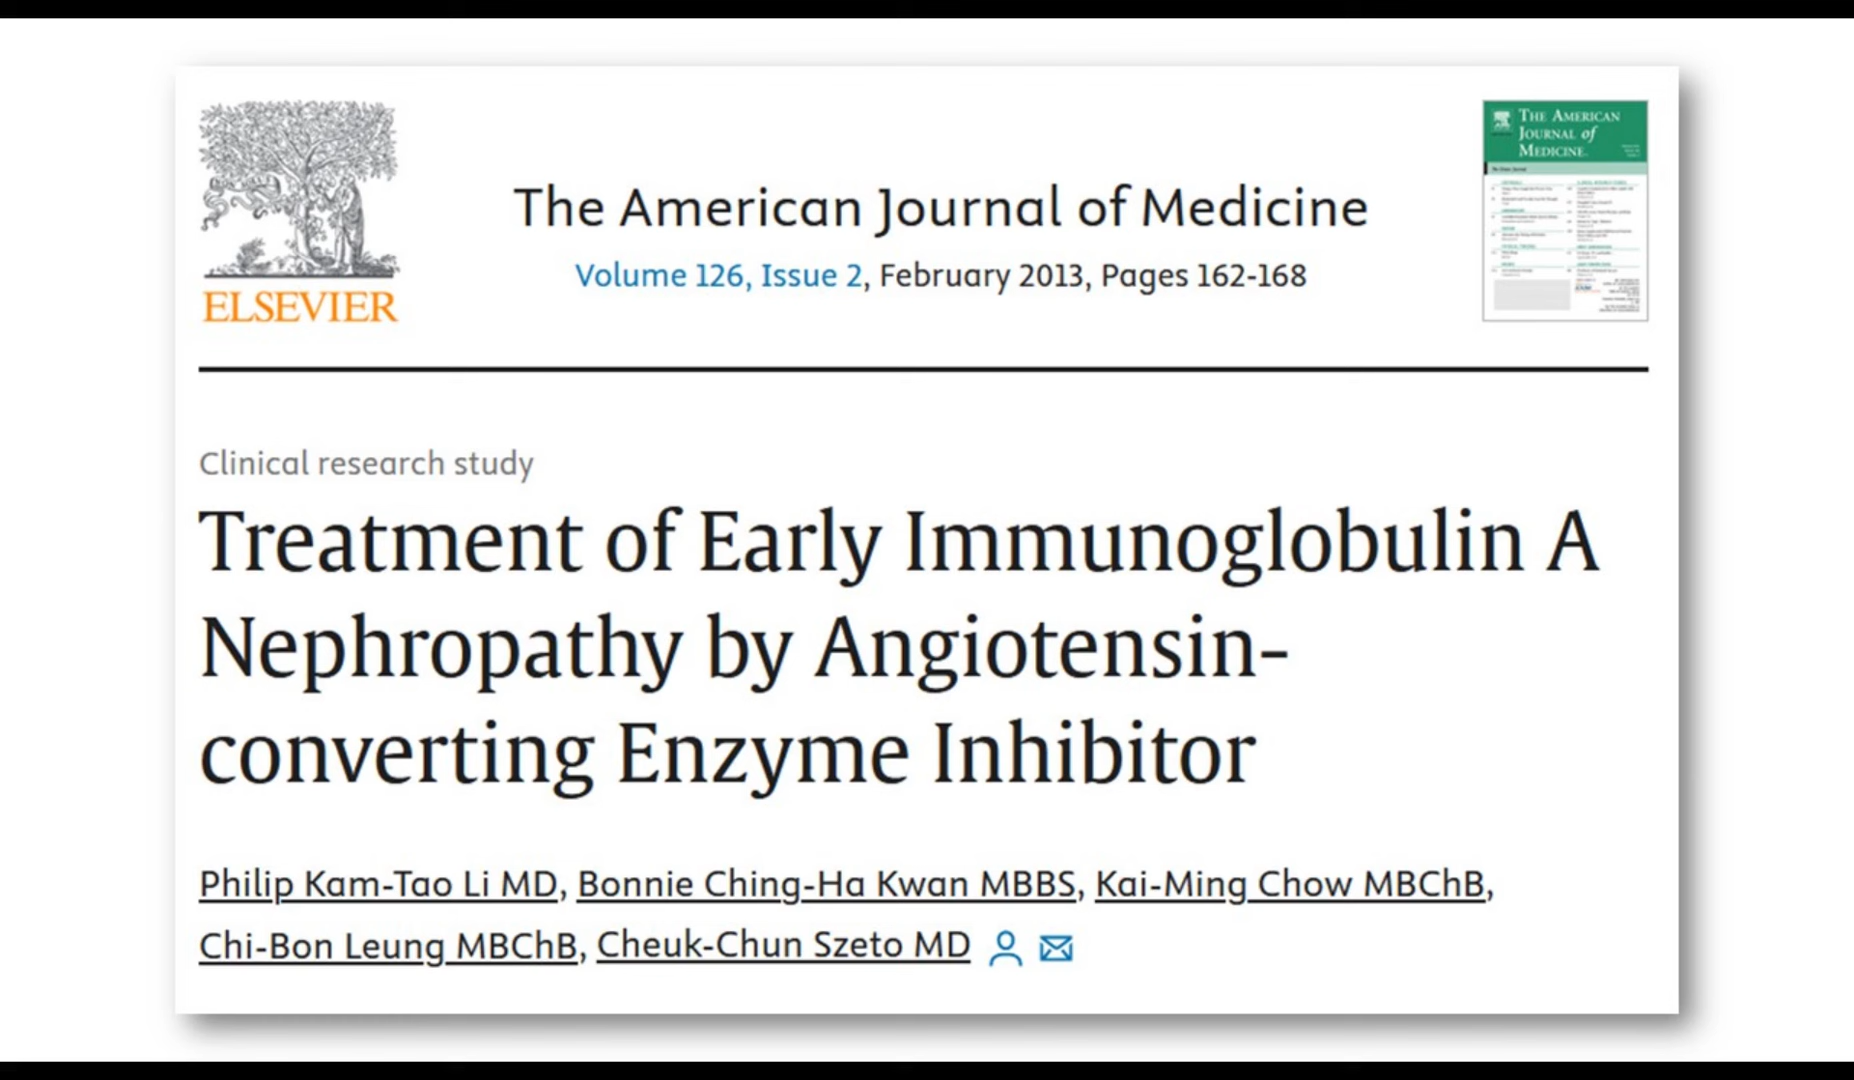 The American Journal of Medicine
Volume 126, Issue 2, February 2013, Pages 162-168
ELSEVIER
THE AMERICAN
JOURNAL of
MEDICINE
Clinical research study
Treatment of Early Immunoglobulin A
Nephropathy by Angiotensin-
converting Enzyme Inhibitor
Philip Kam-Tao Li MD, Bonnie Ching-Ha Kwan MBBS, Kai-Ming Chow MBChB,
Chi-Bon Leung MBChB, Cheuk-Chun Szeto MD